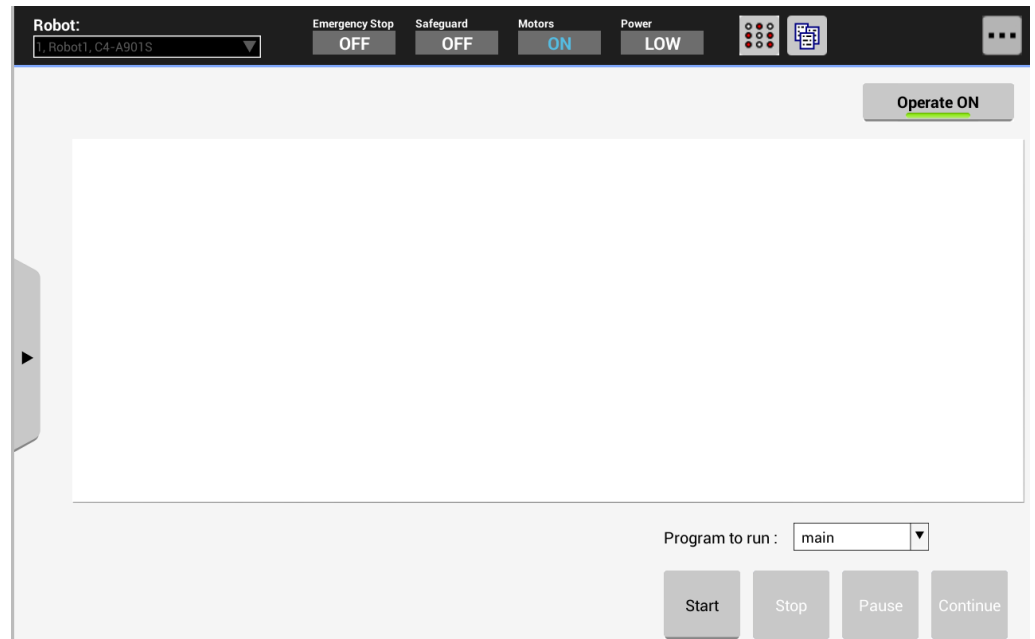 Robot:
1, Robot1, C4-A901S
Emergency Stop
OFF
Safeguard
OFF
Motors
ON
Power
LOW
Operate ON
Program to run :
main
Start
Stop
Pause
Continue